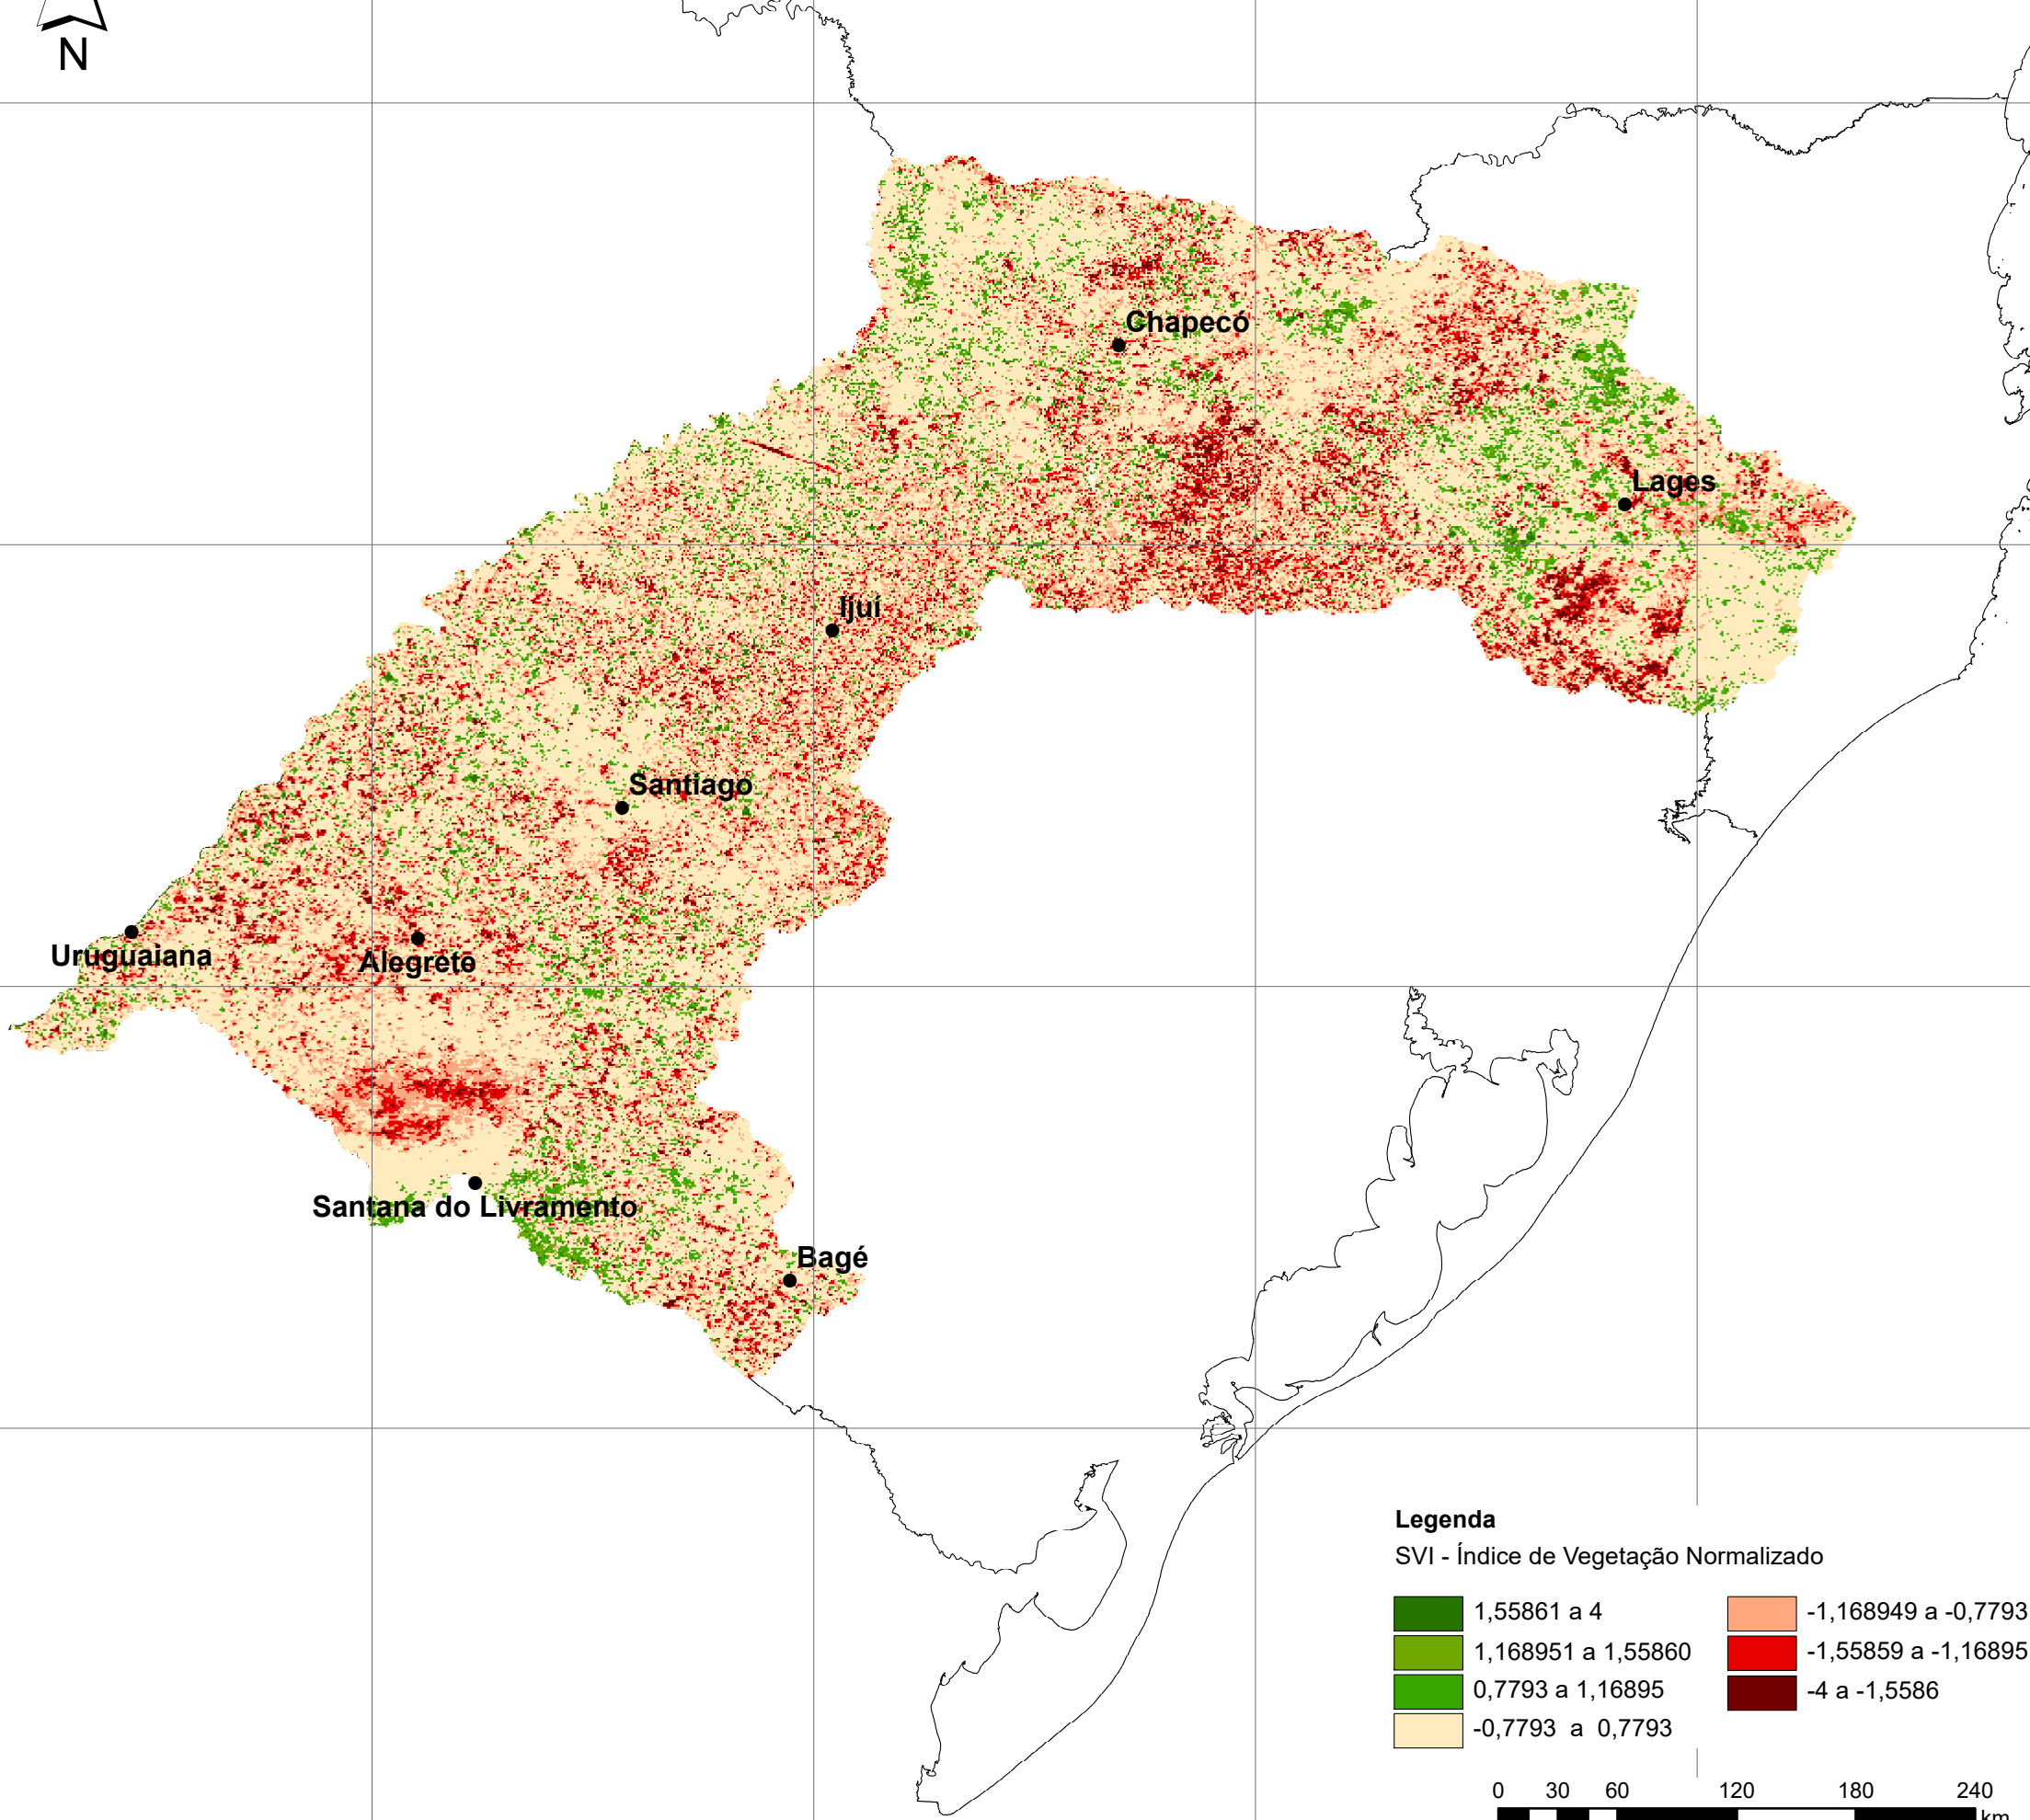 N
Chapecó
Lages
Ijuí
Santiago
Uruguaiana
Alegrete
Santana do Livramento
Bagé
Legenda
SVI - Índice de Vegetação Normalizado
1,55861 a 4
1,168951 a 1,55860
0,7793 a 1,16895
-0,7793 a 0,7793
-1,168949 a -0,7793
-1,55859 a -1,16895
-4 a -1,5586
0 30 60 120 180 240
km